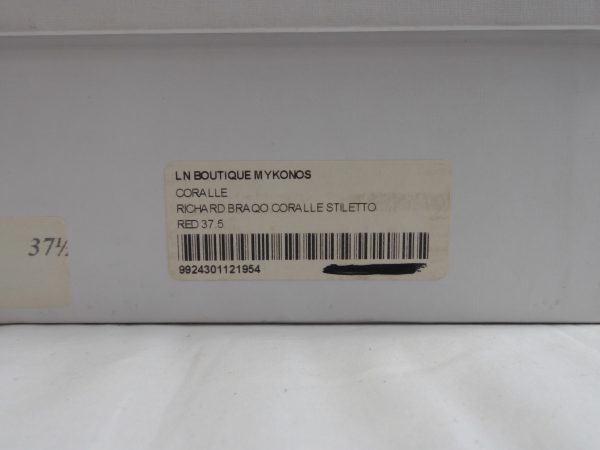 LN BOUTIQUE MYKONOS
CORALLE
RICHARD BRAQO CORALLE STILETTO
RED 37.5
9924301121954
37½